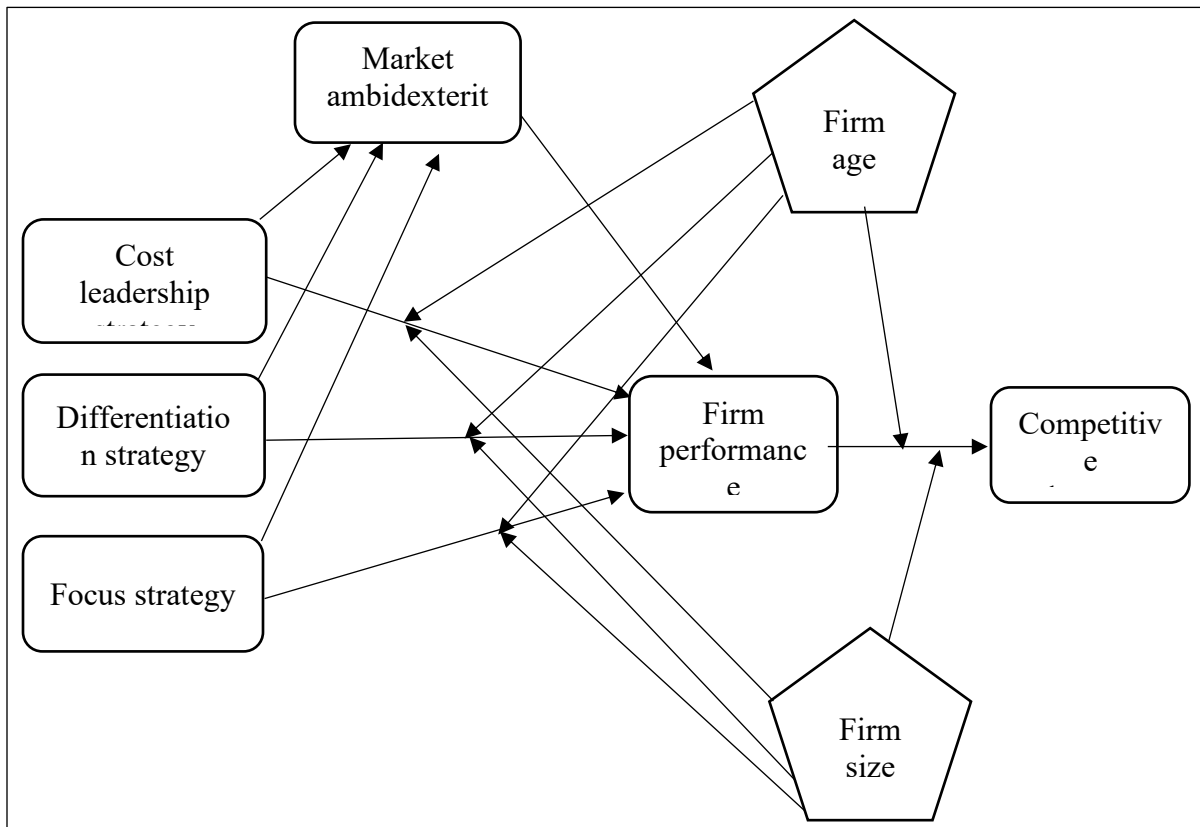 Market
ambidexterit
Firm
age
Cost
leadership
Differentiatio
n strategy
Firm
performanc
e
Competitiv
e
Focus strategy
Firm
size